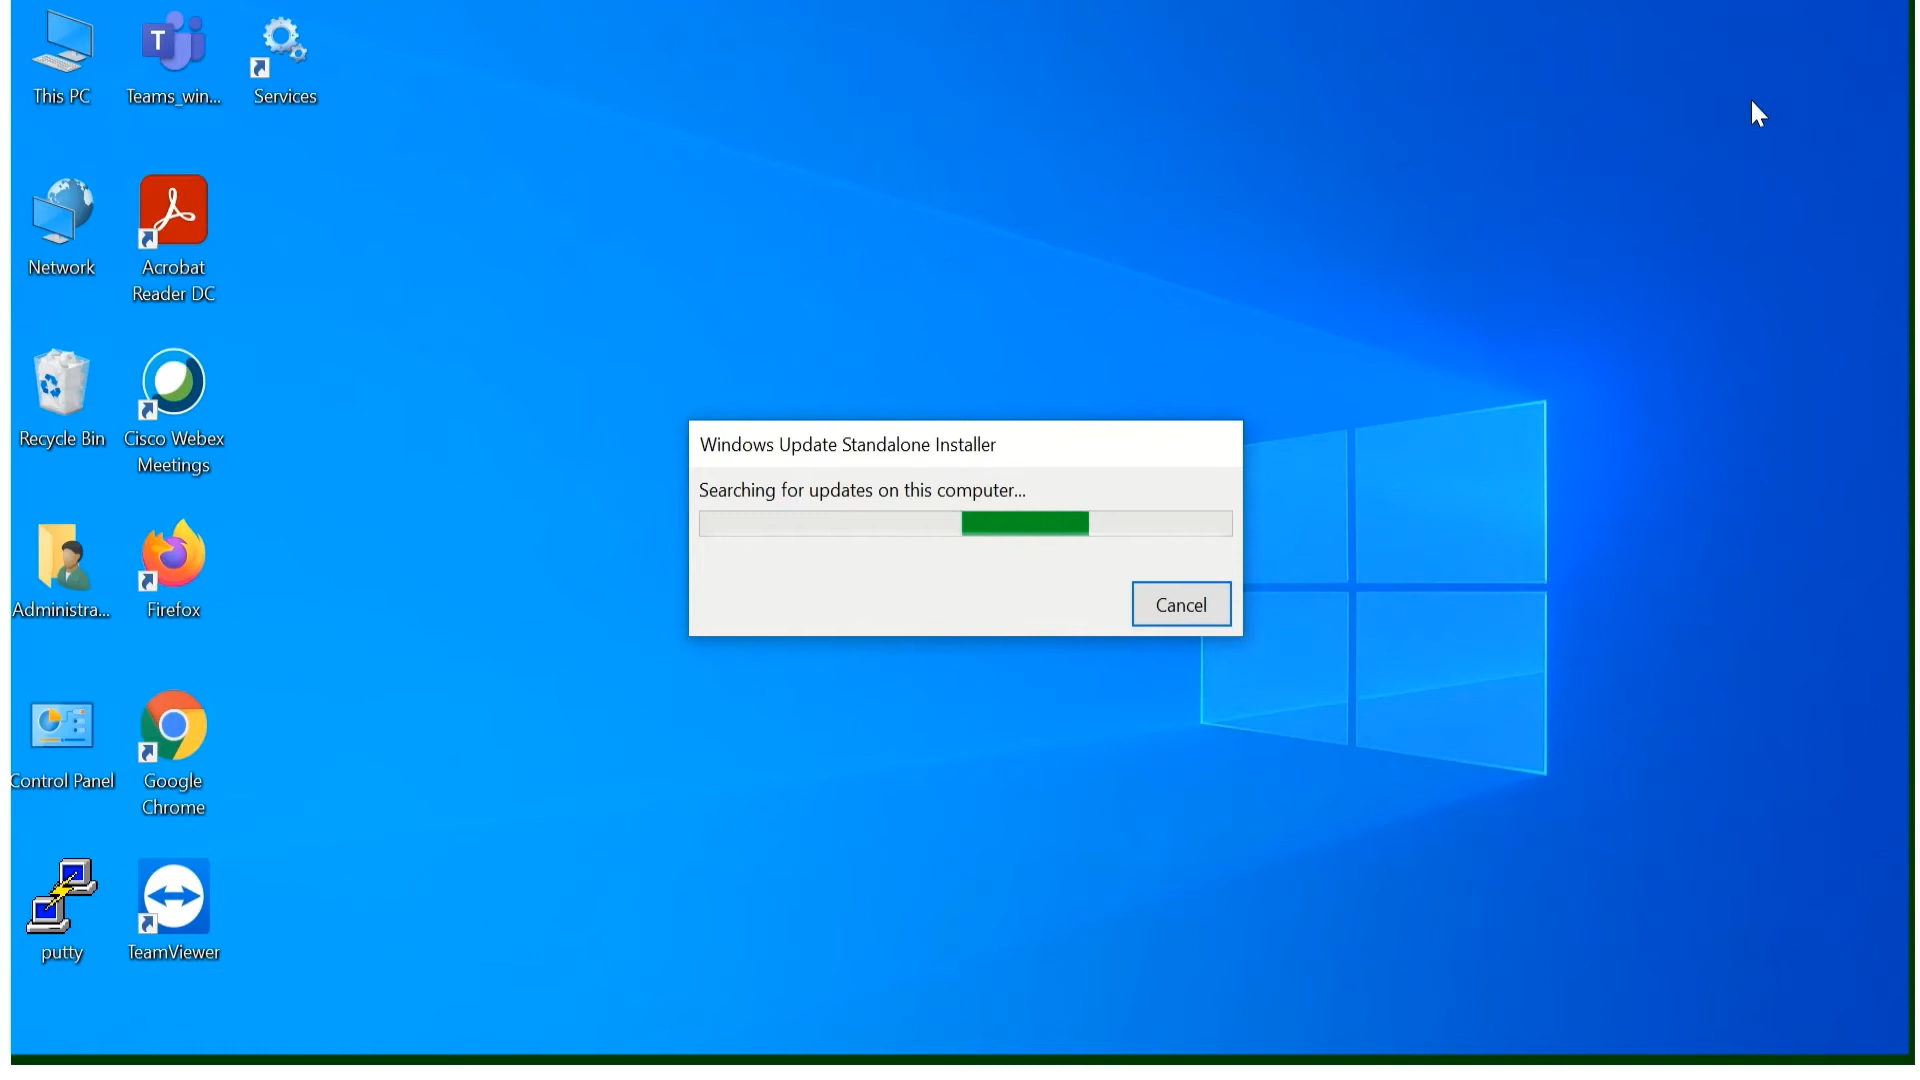 This PC
Teams_win...
Services
Network
Acrobat
Reader DC
Recycle Bin
Cisco Webex
Meetings
Administra...
Firefox
Control Panel
Google
Chrome
putty
TeamViewer
Windows Update Standalone Installer
Searching for updates on this computer...
Cancel